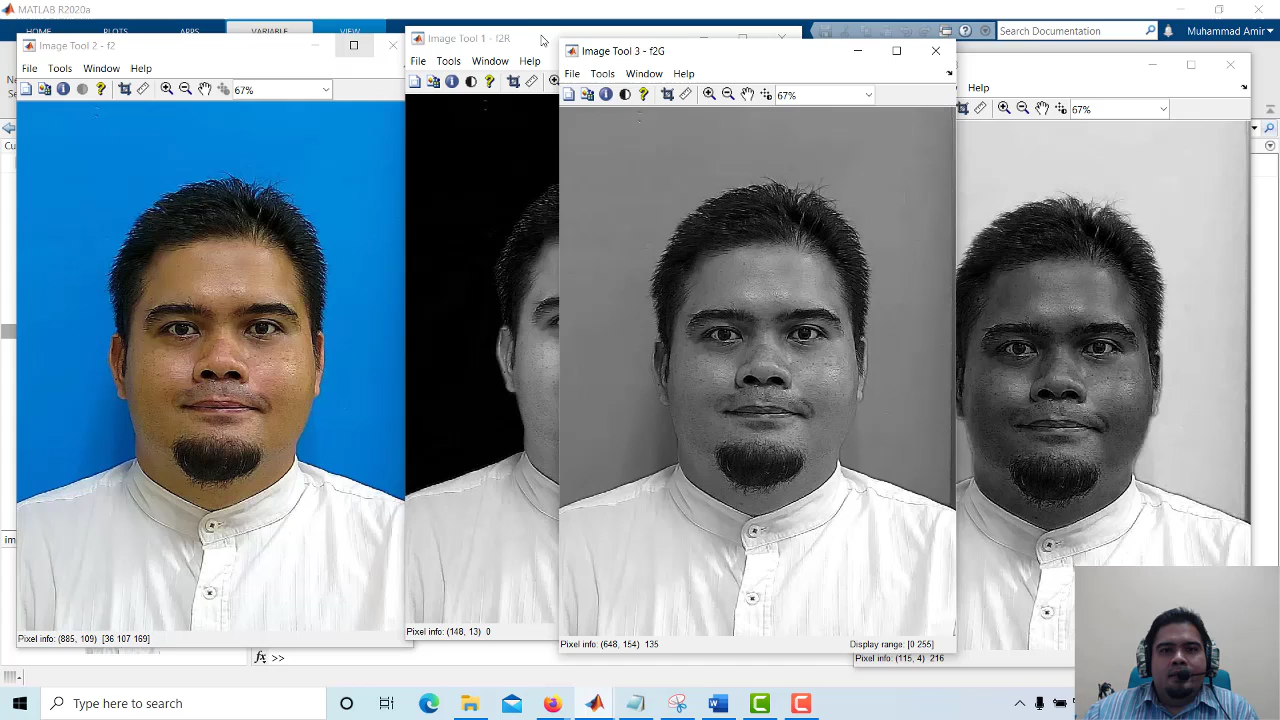 MATLAB R2020a
HOME PLOTS APPS VARIABLE VIEW
Search Documentation
Muhammad Amir
Image Tool 2 - f2
File Tools Window Help
67%
Pixel info: (885, 109) [36 107 169]
Image Tool 1 - f2R
File Tools Window Help
Pixel info: (148, 13) 0
Image Tool 3 - f2G
File Tools Window Help
67%
Pixel info: (648, 154) 135
Display range: [0 255]
Help
67%
Pixel info: (115, 4) 216
Cu
im
fx >>
Type here to search